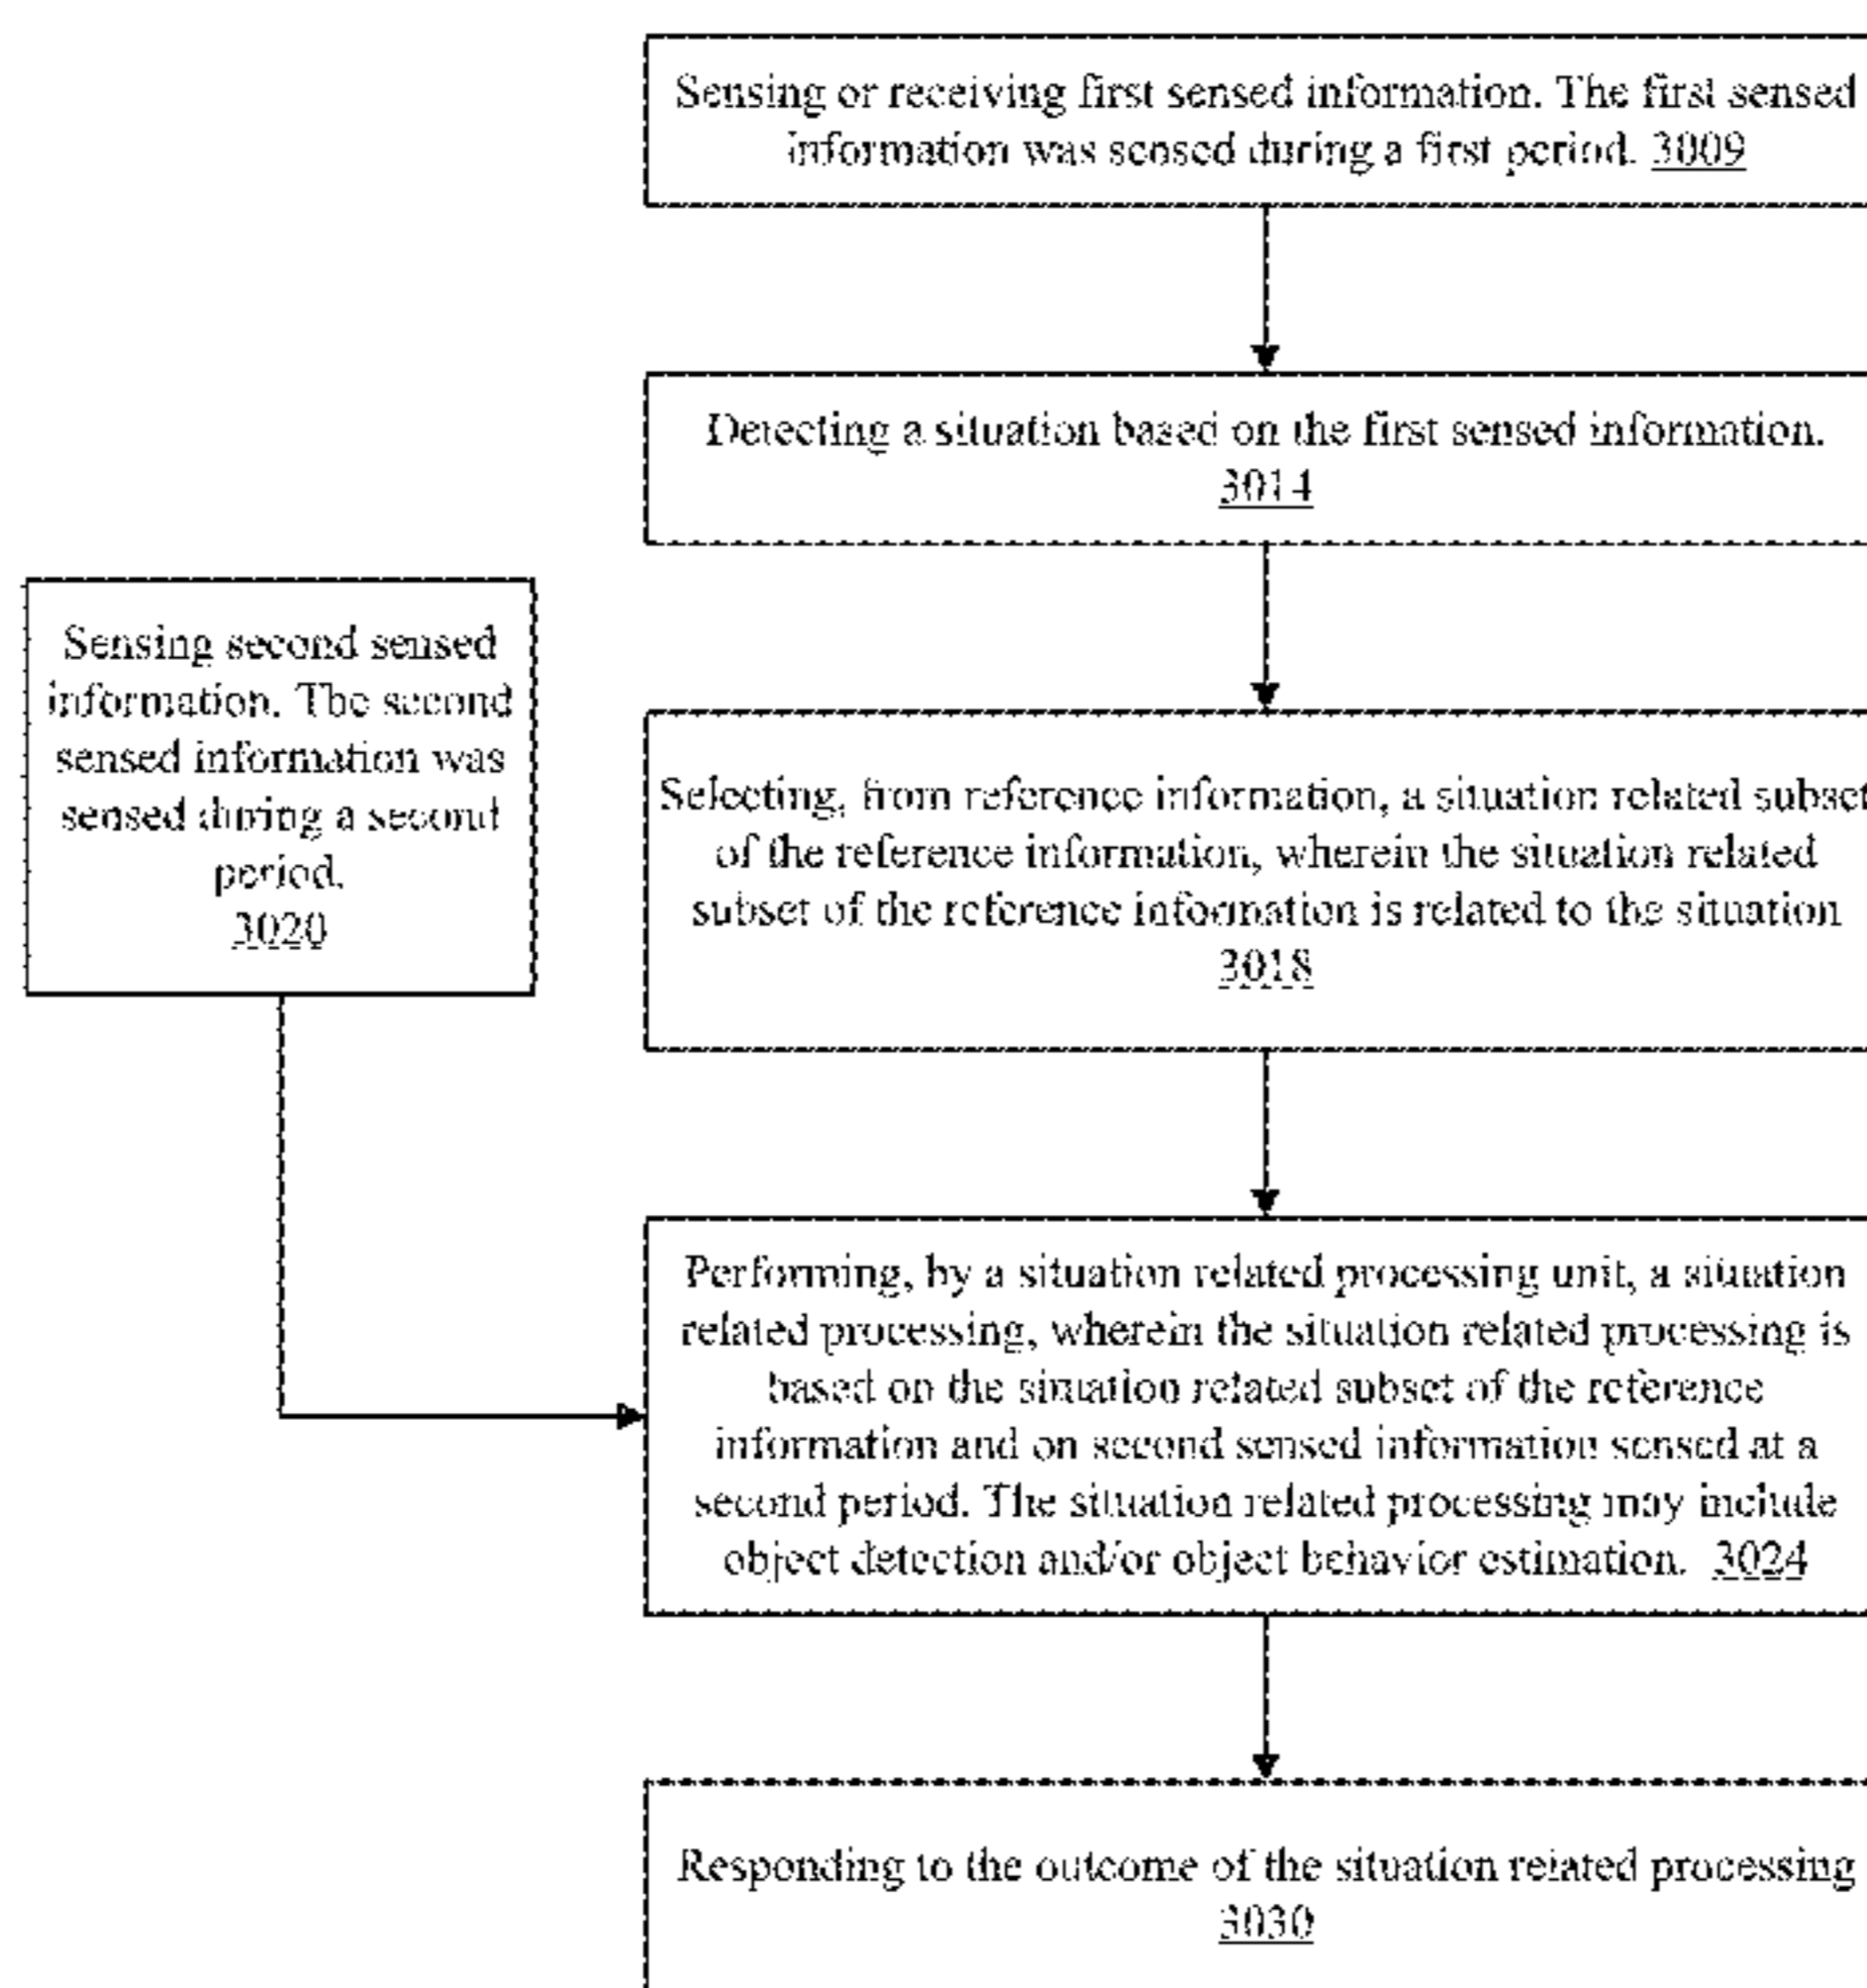 Sensing or receiving first sensed information. The first sensed
information was sensed during a first period. 3009
Detecting a situation based on the first sensed information.
3014
Sensing second sensed
information. The second
sensed information was
sensed during a second
period.
3020
Selecting, from reference information, a situation related subset
of the reference information, wherein the situation related
subset of the reference information is related to the situation
3018
Performing, by a situation related processing unit, a situation
related processing, wherein the situation related processing is
based on the situation related subset of the reference
information and on second sensed information sensed at a
second period. The situation related processing may include
object detection and/or object behavior estimation. 3024
Responding to the outcome of the situation related processing
3030